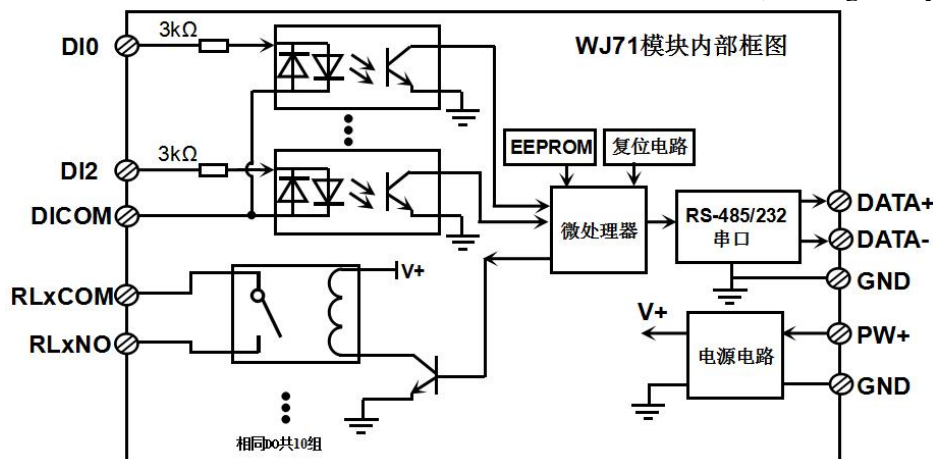 WJ71模块内部框图
DI0
3kΩ
DI2
3kΩ
DICOM
RLxCOM
RLxNO
V+
相同DO共10组
EEPROM
复位电路
微处理器
RS-485/232
串口
DATA+
DATA-
GND
V+
电源电路
PW+
GND